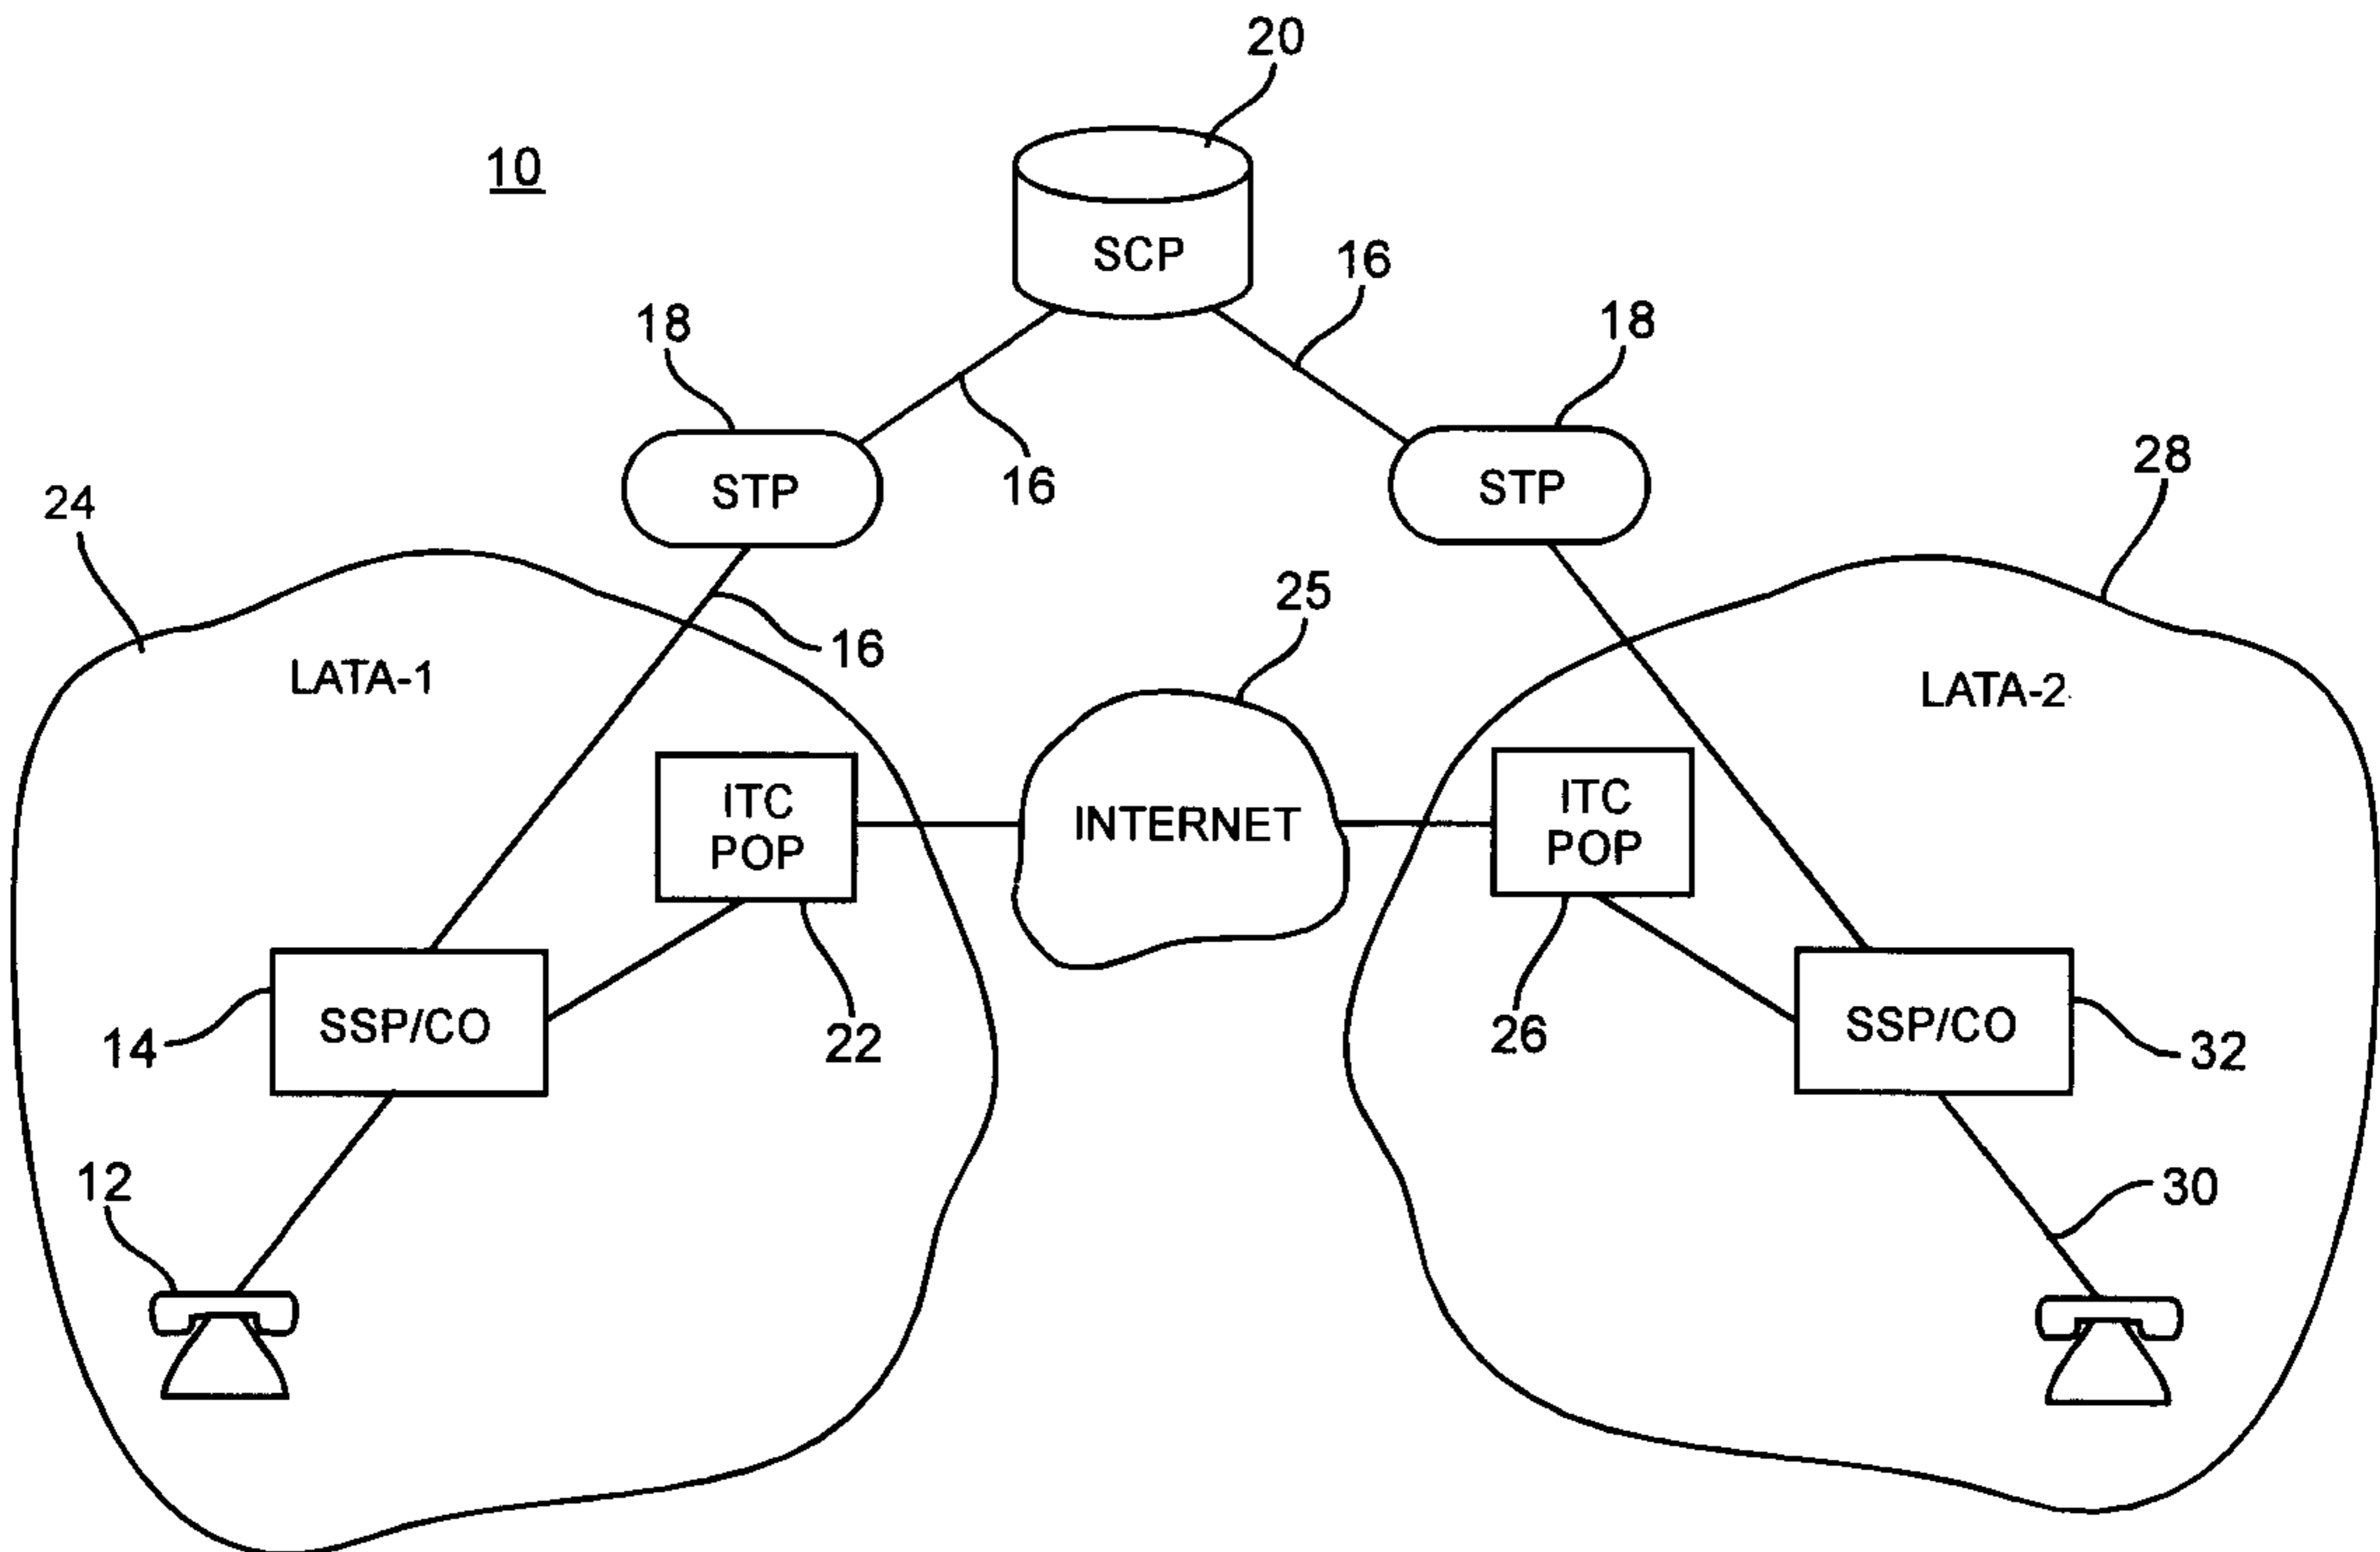 20
10
SCP
16
18
18
16
28
24
STP
STP
25
16
LATA-1
LATA-2
ITC
POP
INTERNET
ITC
POP
14
SSP/CO
22
26
SSP/CO
32
12
30